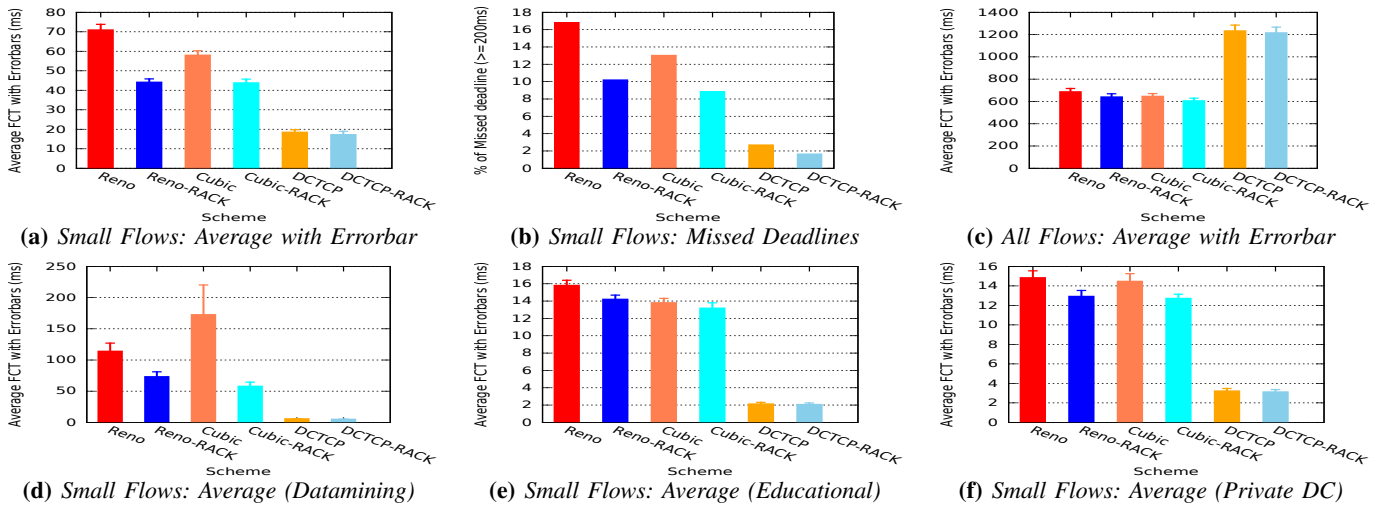 Average FCT with Errorbars (ms)
80
70
60
50
40
30
20
10
0
Reno
Reno-RACK
Cubic
Cubic-RACK
DCTCP
DCTCP-RACK
Scheme
(a) Small Flows: Average with Errorbar
% of Missed deadline (>=200ms)
18
16
14
12
10
8
6
4
2
0
Reno
Reno-RACK
Cubic
Cubic-RACK
DCTCP
DCTCP-RACK
Scheme
(b) Small Flows: Missed Deadlines
Average FCT with Errorbars (ms)
1400
1200
1000
800
600
400
200
0
Reno
Reno-RACK
Cubic
Cubic-RACK
DCTCP
DCTCP-RACK
Scheme
(c) All Flows: Average with Errorbar
Average FCT with Errorbars (ms)
250
200
150
100
50
0
Reno
Reno-RACK
Cubic
Cubic-RACK
DCTCP
DCTCP-RACK
Scheme
(d) Small Flows: Average (Datamining)
Average FCT with Errorbars (ms)
18
16
14
12
10
8
6
4
2
0
Reno
Reno-RACK
Cubic
Cubic-RACK
DCTCP
DCTCP-RACK
Scheme
(e) Small Flows: Average (Educational)
Average FCT with Errorbars (ms)
16
14
12
10
8
6
4
2
0
Reno
Reno-RACK
Cubic
Cubic-RACK
DCTCP
DCTCP-RACK
Scheme
(f) Small Flows: Average (Private DC)